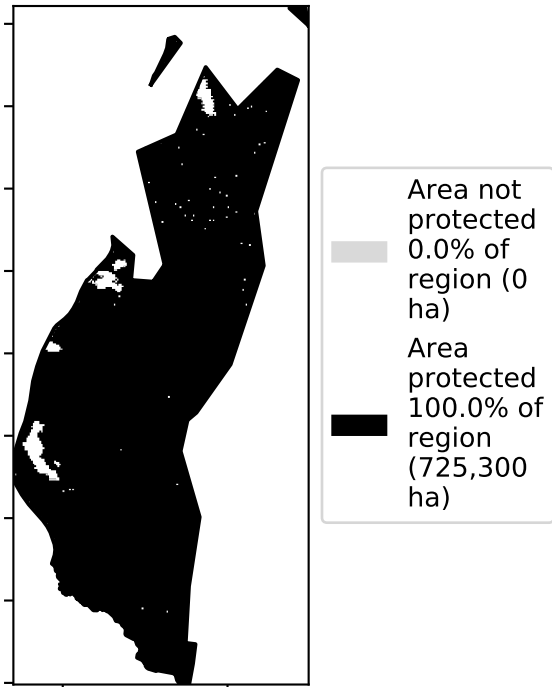 Area not
protected
0.0% of
region (0
ha)
Area
protected
100.0% of
region
(725,300
ha)